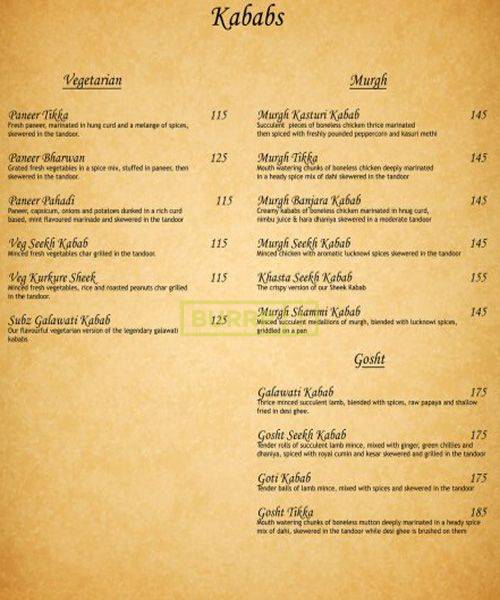 Kababs
Vegetarian
Paneer Tikka 115
Fresh paneer, marinated in hung curd and a melange of spices,
skewered in the tandoor.
Paneer Bharwan 125
Grated fresh vegetables in a spice mix, stuffed in paneer, then
skewered in the tandoor.
Paneer Pahadi 115
Paneer, capsicum, onions and potatoes dunked in a rich curd
based, mint flavoured marinade and skewered in the tandoor
Veg Seekh Kabab 115
Minced fresh vegetables char grilled in the tandoor.
Veg Kurkure Sheek 115
Minced fresh vegetables, rice and roasted peanuts char grilled
in the tandoor.
Subz Galawati Kabab 125
Our flavourful vegetarian version of the legendary galawati
kababs
Murgh
Murgh Kasturi Kabab 145
Succulent pieces of boneless chicken thrice marinated
then spiced with freshly pounded peppercorn and kasuri methi
Murgh Tikka 145
Mouth watering chunks of boneless chicken deeply marinated
in a heady spice mix of dahi skewered in the tandoor
Murgh Banjara Kabab 145
Creamy kababs of boneless chicken marinated in hnug curd,
nimbu juice & hara dhaniya skewered in a moderate tandoor
Murgh Seekh Kabab 145
Minced chicken with aromatic lucknowi spices skewered in the tandoor
Khasta Seekh Kabab 155
The crispy version of our Sheek Kabab
Murgh Shammi Kabab 145
Minced succulent medallions of murgh, blended with lucknowi spices,
griddled on a pan
Gosht
Galawati Kabab 175
Thrice minced succulent lamb, blended with spices, raw papaya and shallow
fried in desi ghee.
Gosht Seekh Kabab 175
Tender rolls of succulent lamb mince, mixed with ginger, green chillies and
dhaniya, spiced with royal cumin and kesar skewered and grilled in the tandoor
Goti Kabab 175
Tender balls of lamb mince, mixed with spices and skewered in the tandoor
Gosht Tikka 185
Mouth watering chunks of boneless mutton deeply marinated in a heady spice
mix of dahi, skewered in the tandoor while desi ghee is brushed on them